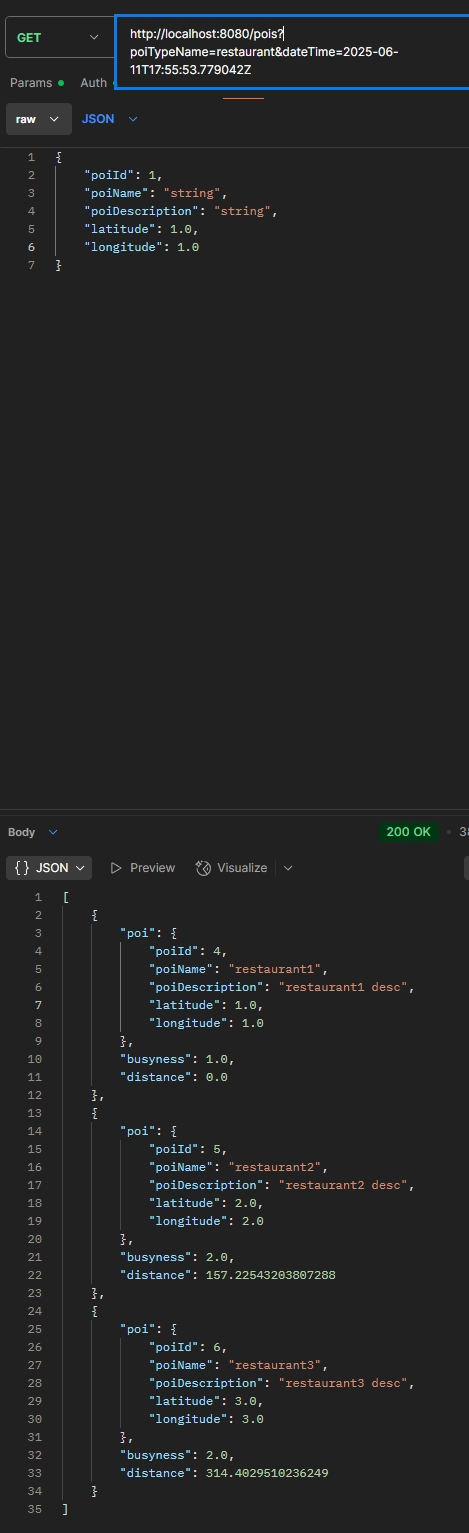 GET
http://localhost:8080/pois?
poiTypeName=restaurant&dateTime=2025-06-
11T17:55:53.779042Z
Params Auth
raw JSON
1 {
2 "poiId": 1,
3 "poiName": "string",
4 "poiDescription": "string",
5 "latitude": 1.0,
6 "longitude": 1.0
7 }
Body 200 OK
{} JSON Preview Visualize
1 [
2 {
3 "poi": {
4 "poiId": 4,
5 "poiName": "restaurant1",
6 "poiDescription": "restaurant1 desc",
7 "latitude": 1.0,
8 "longitude": 1.0
9 },
10 "busyness": 1.0,
11 "distance": 0.0
12 },
13 {
14 "poi": {
15 "poiId": 5,
16 "poiName": "restaurant2",
17 "poiDescription": "restaurant2 desc",
18 "latitude": 2.0,
19 "longitude": 2.0
20 },
21 "busyness": 2.0,
22 "distance": 157.22543203807288
23 },
24 {
25 "poi": {
26 "poiId": 6,
27 "poiName": "restaurant3",
28 "poiDescription": "restaurant3 desc",
29 "latitude": 3.0,
30 "longitude": 3.0
31 },
32 "busyness": 2.0,
33 "distance": 314.4029510236249
34 }
35 ]